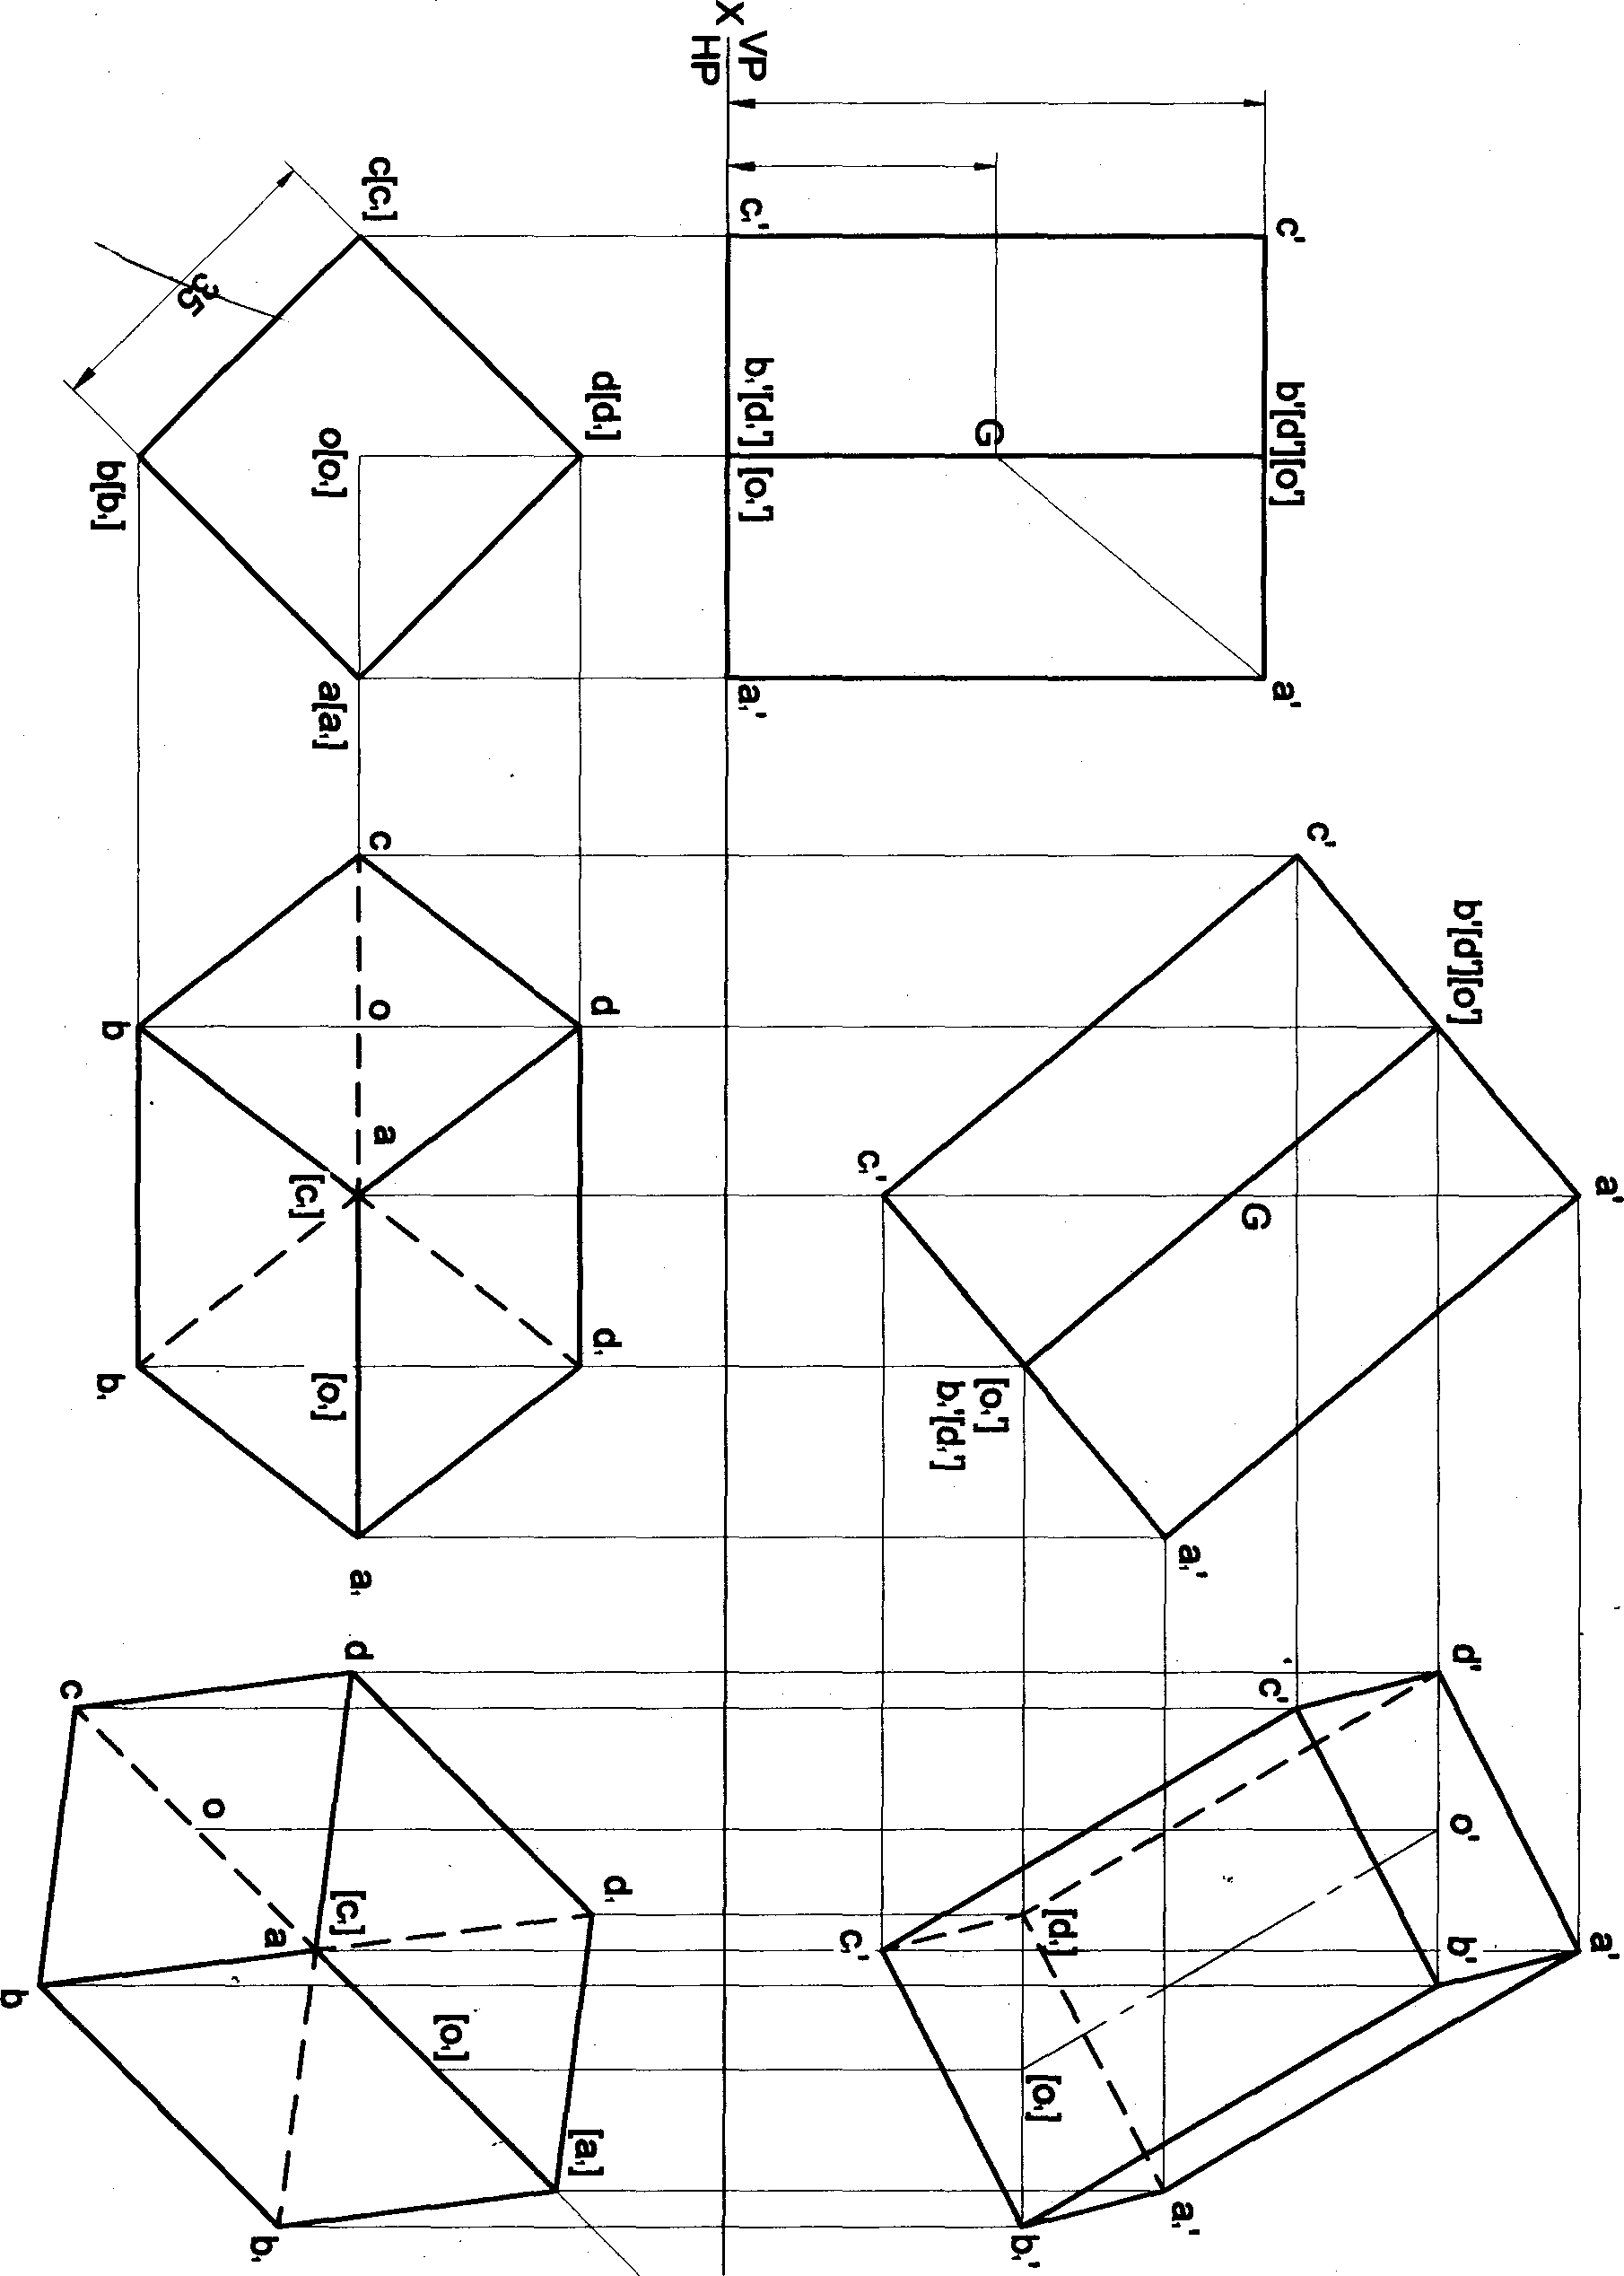 X VP
HP
c'
b'[d'][o']
a'
G
c₁'
b₁'[d₁']
[o₁']
a₁'
c[c₁]
d[d₁]
o[o₁]
b[b₁]
a[a₁]
35
c'
b'[d'][o']
a'
G
c₁'
[o₁']
b₁'[d₁']
a₁'
c
d
o
b
a
[c₁]
d₁
[o₁]
b₁
a₁
d'
c'
o'
b'
a'
[d₁']
c₁'
[o₁]
a₁'
b₁'
d
c
o
d₁
[c₁]
a
b
[o₁]
[a₁]
b₁